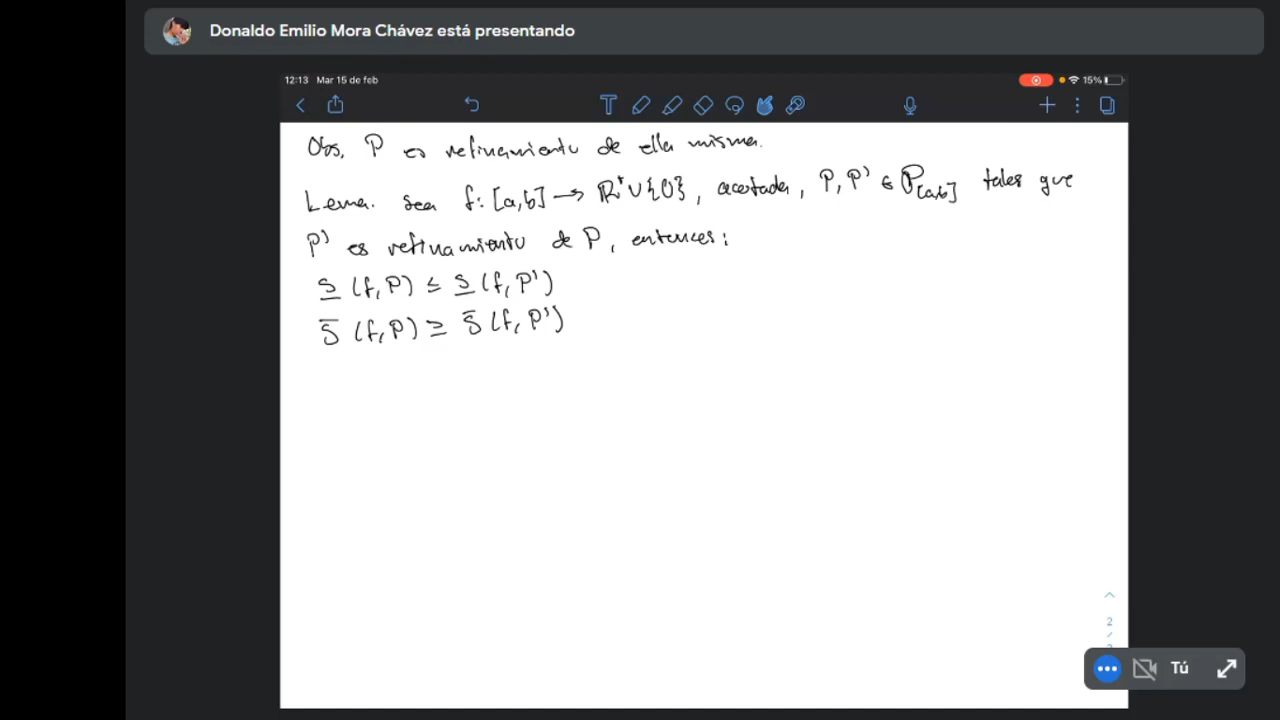 Donaldo Emilio Mora Chávez está presentando
12:13 Mar 15 de feb
15%
Obs. P es refinamiento de ella misma.
Lema. Sea f: [a,b] → ℝ⁺∪{0}, acotada, P, P' ∈ 𝒫[a,b] tales que
P' es refinamiento de P, entonces:
S̲ (f,P) ≤ S̲ (f, P')
S̅ (f,P) ≥ S̅ (f, P')
2
/
Tú